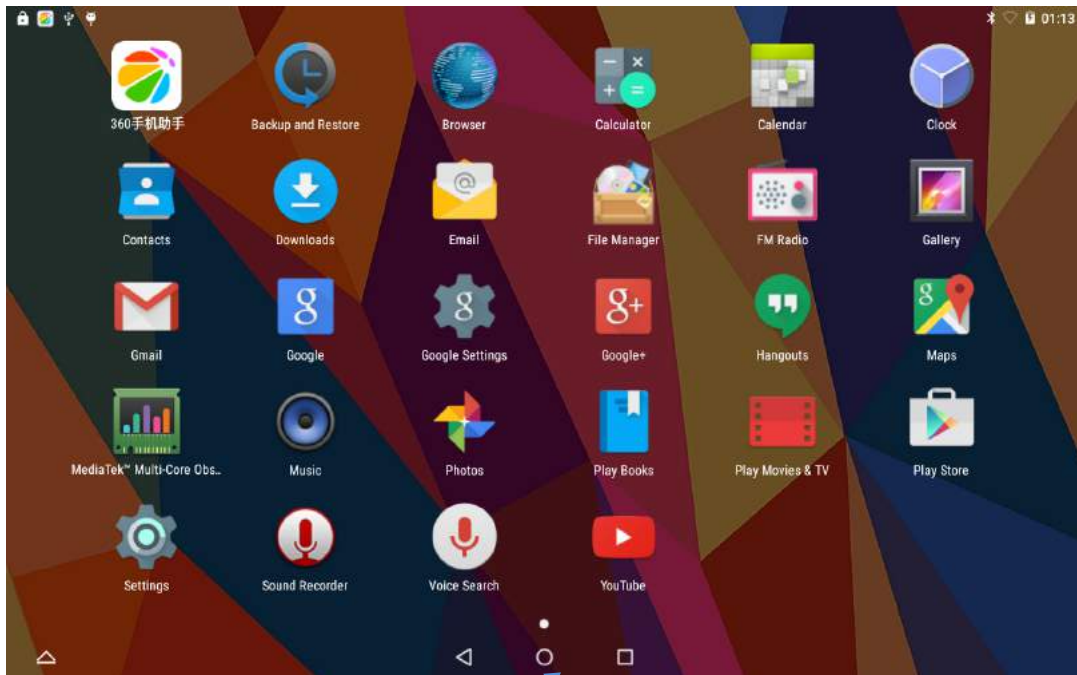 01:13
360手机助手
Backup and Restore
Browser
Calculator
Calendar
Clock
Contacts
Downloads
Email
File Manager
FM Radio
Gallery
Gmail
Google
Google Settings
Google+
Hangouts
Maps
MediaTek™ Multi-Core Obs..
Music
Photos
Play Books
Play Movies & TV
Play Store
Settings
Sound Recorder
Voice Search
YouTube